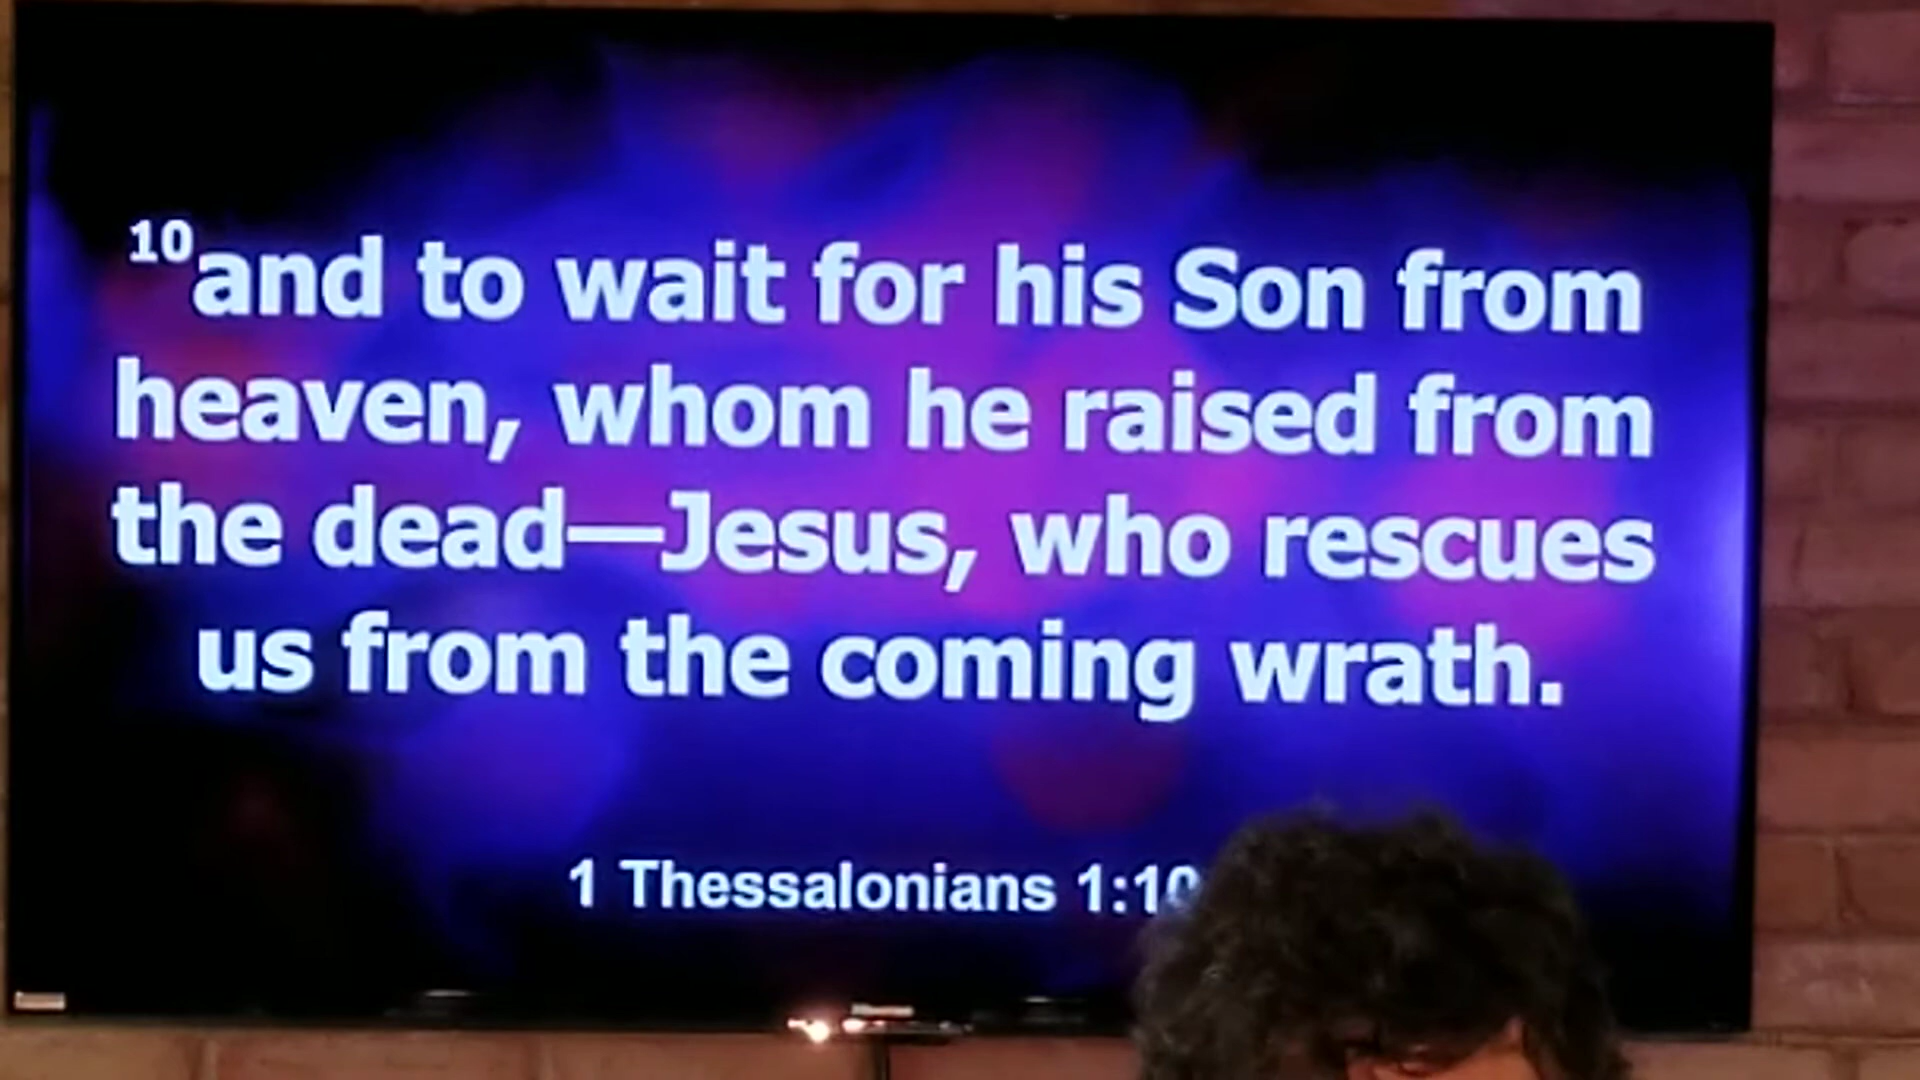 10and to wait for his Son from
heaven, whom he raised from
the dead—Jesus, who rescues
us from the coming wrath.
1 Thessalonians 1:10